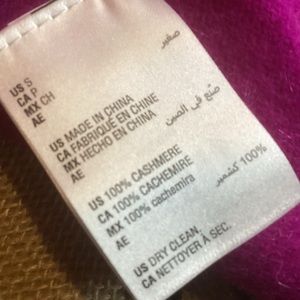 US S
CA P
MX CH
AE صغير
US MADE IN CHINA
CA FABRIQUÉ EN CHINE
MX HECHO EN CHINA
AE صنع في الصين
US 100% CASHMERE
CA 100% CACHEMIRE
MX 100% cachemira
AE 100% كشمير
US DRY CLEAN.
CA NETTOYER À SEC.